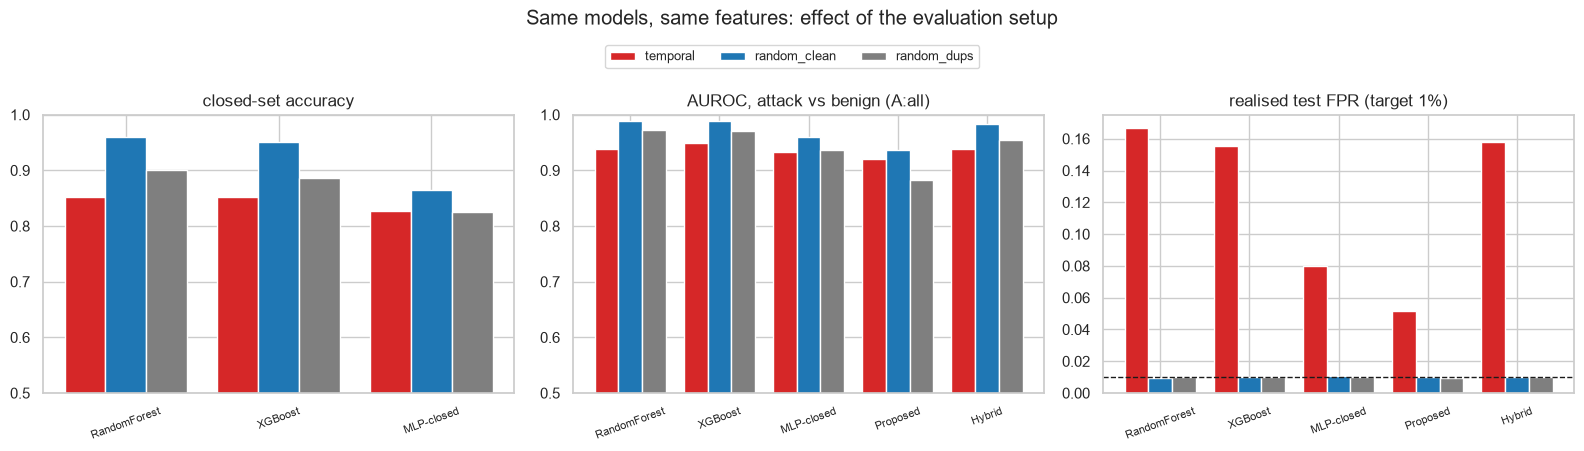 Same models, same features: effect of the evaluation setup
temporal random_clean random_dups
closed-set accuracy
1.0
0.9
0.8
0.7
0.6
0.5
RandomForest XGBoost MLP-closed
AUROC, attack vs benign (A:all)
1.0
0.9
0.8
0.7
0.6
0.5
RandomForest XGBoost MLP-closed Proposed Hybrid
realised test FPR (target 1%)
0.16
0.14
0.12
0.10
0.08
0.06
0.04
0.02
0.00
RandomForest XGBoost MLP-closed Proposed Hybrid